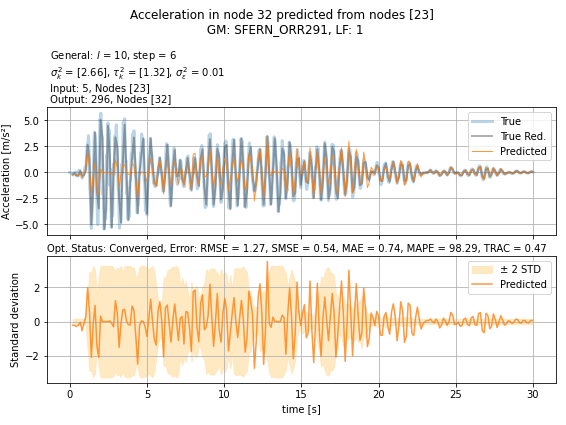 Acceleration in node 32 predicted from nodes [23]
GM: SFERN_ORR291, LF: 1
General: l = 10, step = 6
σ²ₖ = [2.66], τ²ₖ = [1.32], σ²ε = 0.01
Input: 5, Nodes [23]
Output: 296, Nodes [32]
Acceleration [m/s²]
5.0
2.5
0.0
−2.5
−5.0
True
True Red.
Predicted
Opt. Status: Converged, Error: RMSE = 1.27, SMSE = 0.54, MAE = 0.74, MAPE = 98.29, TRAC = 0.47
Standard deviation
2
0
−2
± 2 STD
Predicted
0 5 10 15 20 25 30
time [s]